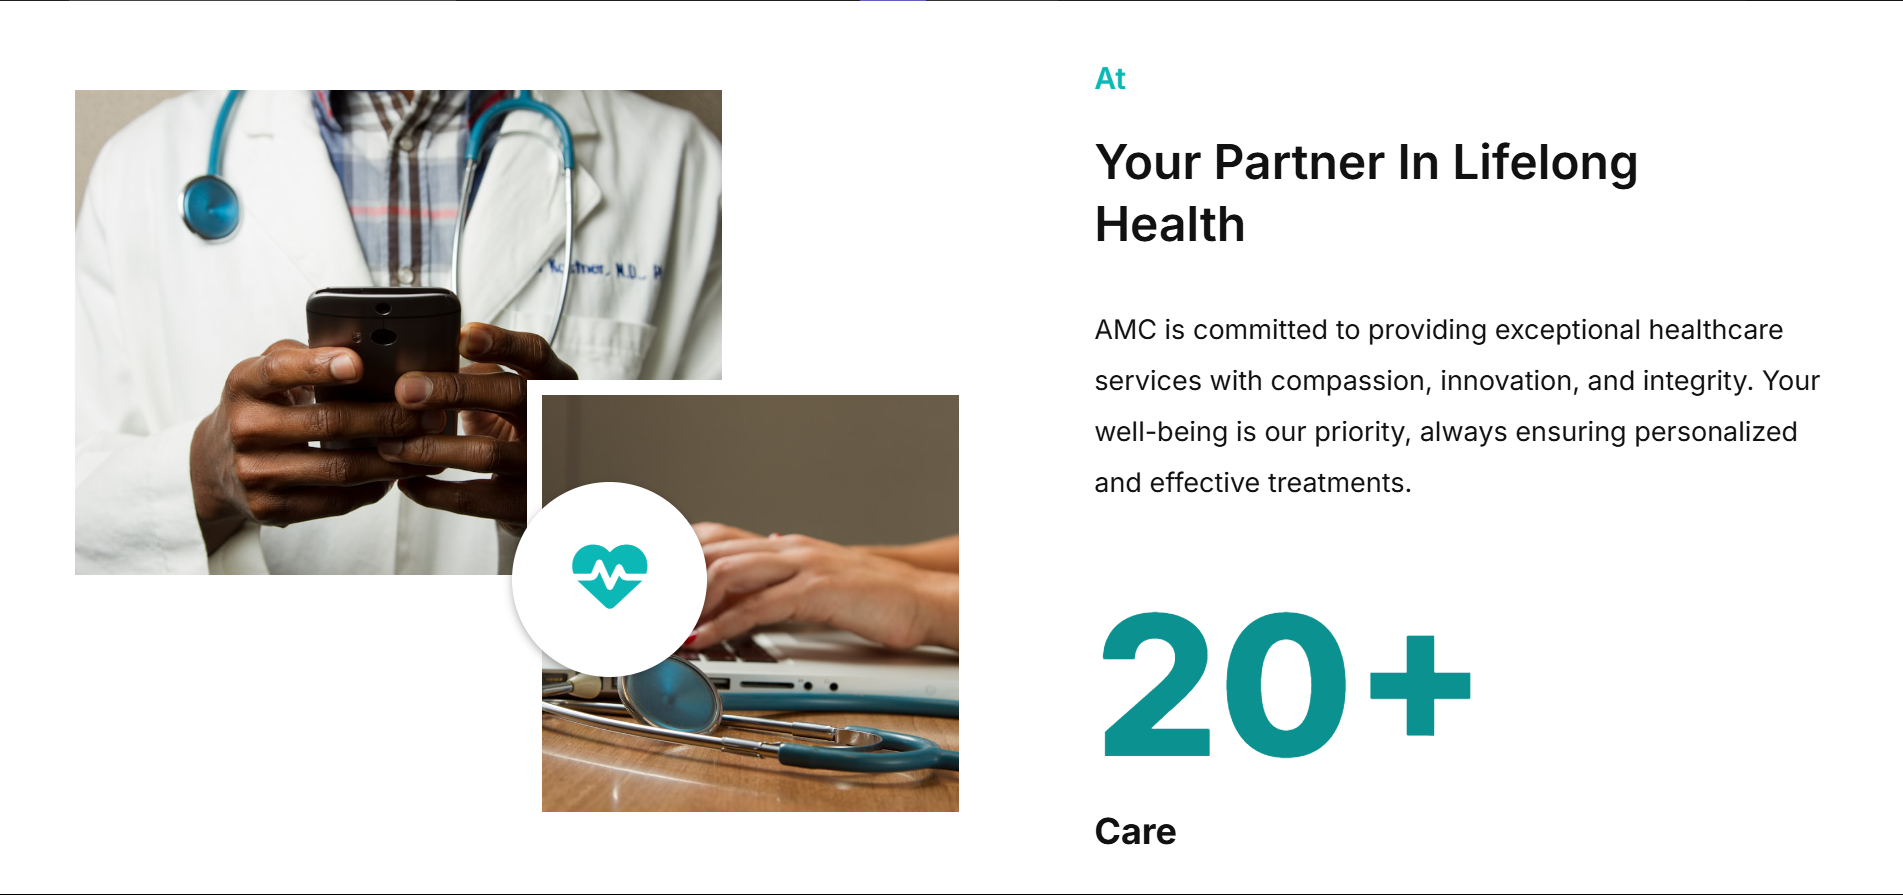 At
Your Partner In Lifelong
Health
AMC is committed to providing exceptional healthcare
services with compassion, innovation, and integrity. Your
well-being is our priority, always ensuring personalized
and effective treatments.
20+
Care
M.D.